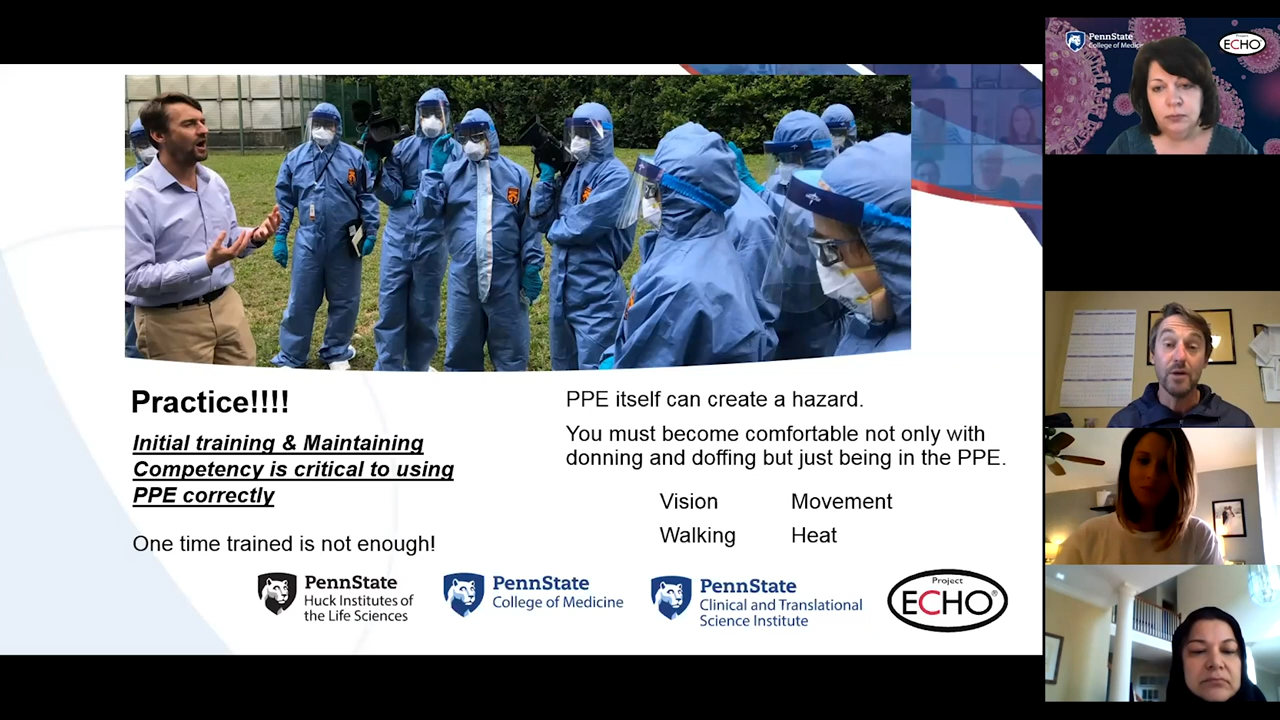 Practice!!!!
Initial training & Maintaining
Competency is critical to using
PPE correctly
One time trained is not enough!
PPE itself can create a hazard.
You must become comfortable not only with
donning and doffing but just being in the PPE.
Vision Movement
Walking Heat
PennState
Huck Institutes of
the Life Sciences
PennState
College of Medicine
PennState
Clinical and Translational
Science Institute
Project
ECHO®
PennState
College of Medic
Project
ECHO